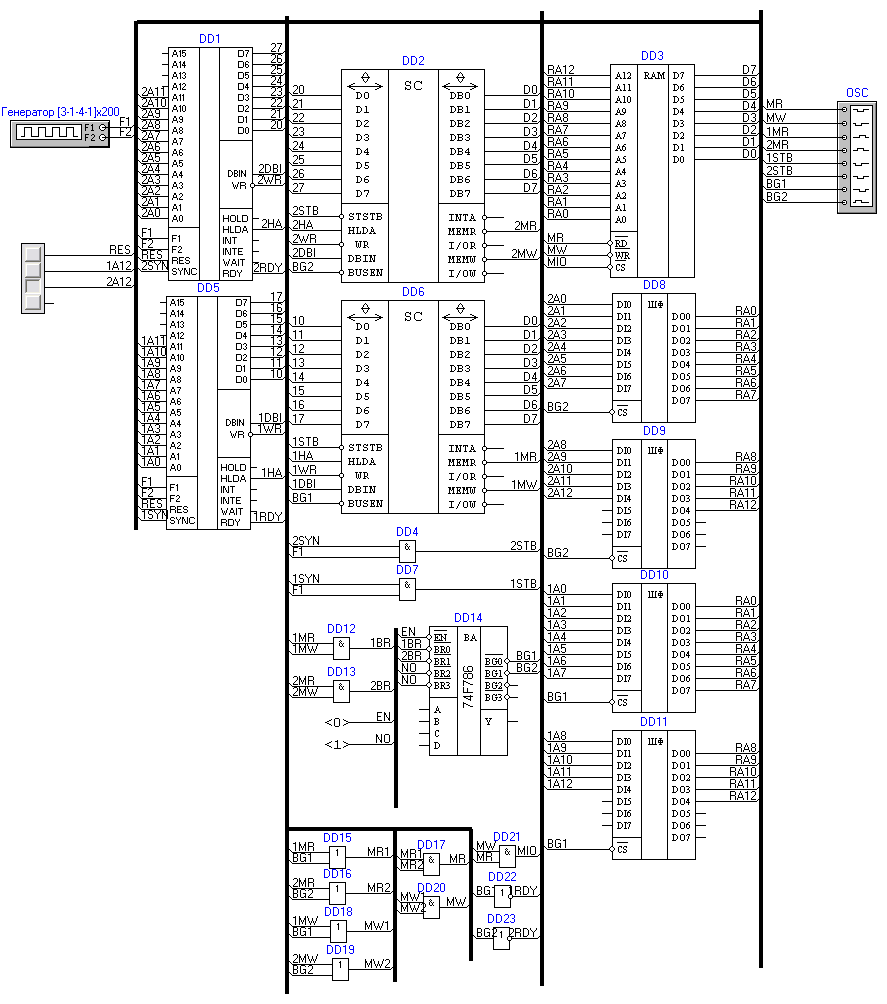 Генератор [3-1-4-1]x200
F1
F2
F1
F2
RES
1A12
2A12
DD1
A15
A14
A13
A12
A11
A10
A9
A8
A7
A6
A5
A4
A3
A2
A1
A0
F1
F2
RES
SYNC
D7
D6
D5
D4
D3
D2
D1
D0
DBIN
WR
HOLD
HLDA
INT
INTE
WAIT
RDY
2A11
2A10
2A9
2A8
2A7
2A6
2A5
2A4
2A3
2A2
2A1
2A0
F1
F2
RES
2SYN
27
26
25
24
23
22
21
20
2DBI
2WR
2HA
2RDY
DD5
A15
A14
A13
A12
A11
A10
A9
A8
A7
A6
A5
A4
A3
A2
A1
A0
F1
F2
RES
SYNC
D7
D6
D5
D4
D3
D2
D1
D0
DBIN
WR
HOLD
HLDA
INT
INTE
WAIT
RDY
1A11
1A10
1A9
1A8
1A7
1A6
1A5
1A4
1A3
1A2
1A1
1A0
F1
F2
RES
1SYN
17
16
15
14
13
12
11
10
1DBI
1WR
1HA
1RDY
DD2
SC
20 D0 DB0 D0
21 D1 DB1 D1
22 D2 DB2 D2
23 D3 DB3 D3
24 D4 DB4 D4
25 D5 DB5 D5
26 D6 DB6 D6
27 D7 DB7 D7
2STB STSTB INTA
2HA HLDA MEMR 2MR
2WR WR I/OR
2DBI DBIN MEMW 2MW
BG2 BUSEN I/OW
DD6
SC
10 D0 DB0 D0
11 D1 DB1 D1
12 D2 DB2 D2
13 D3 DB3 D3
14 D4 DB4 D4
15 D5 DB5 D5
16 D6 DB6 D6
17 D7 DB7 D7
1STB STSTB INTA
1HA HLDA MEMR 1MR
1WR WR I/OR
1DBI DBIN MEMW 1MW
BG1 BUSEN I/OW
DD4
2SYN
F1
&
2STB
DD7
1SYN
F1
&
1STB
DD12
1MR
1MW
&
1BR
DD13
2MR
2MW
&
2BR
<0> EN
<1> NO
DD14
EN
1BR
2BR
NO
NO
EN
BR0
BR1
BR2
BR3
A
B
C
D
74F786
BA
BG0
BG1
BG2
BG3
Y
BG1
BG2
DD15
1MR
BG1
1
MR1
DD16
2MR
BG2
1
MR2
DD18
1MW
BG1
1
MW1
DD19
2MW
BG2
1
MW2
DD17
MR1
MR2
&
MR
DD20
MW1
MW2
&
MW
DD21
MW
MR
&
MIO
DD22
BG1
1
1RDY
DD23
BG2
1
2RDY
DD3
RAM
RA12 A12
RA11 A11
RA10 A10
RA9 A9
RA8 A8
RA7 A7
RA6 A6
RA5 A5
RA4 A4
RA3 A3
RA2 A2
RA1 A1
RA0 A0
MR RD
MW WR
MIO CS
D7 D7
D6 D6
D5 D5
D4 D4
D3 D3
D2 D2
D1 D1
D0 D0
OSC
MR
MW
1MR
2MR
1STB
2STB
BG1
BG2
DD8
ШФ
2A0 DI0
2A1 DI1
2A2 DI2
2A3 DI3
2A4 DI4
2A5 DI5
2A6 DI6
2A7 DI7
BG2 CS
DO0 RA0
DO1 RA1
DO2 RA2
DO3 RA3
DO4 RA4
DO5 RA5
DO6 RA6
DO7 RA7
DD9
ШФ
2A8 DI0
2A9 DI1
2A10 DI2
2A11 DI3
2A12 DI4
DI5
DI6
DI7
BG2 CS
DO0 RA8
DO1 RA9
DO2 RA10
DO3 RA11
DO4 RA12
DO5
DO6
DO7
DD10
ШФ
1A0 DI0
1A1 DI1
1A2 DI2
1A3 DI3
1A4 DI4
1A5 DI5
1A6 DI6
1A7 DI7
BG1 CS
DO0 RA0
DO1 RA1
DO2 RA2
DO3 RA3
DO4 RA4
DO5 RA5
DO6 RA6
DO7 RA7
DD11
ШФ
1A8 DI0
1A9 DI1
1A10 DI2
1A11 DI3
1A12 DI4
DI5
DI6
DI7
BG1 CS
DO0 RA8
DO1 RA9
DO2 RA10
DO3 RA11
DO4 RA12
DO5
DO6
DO7